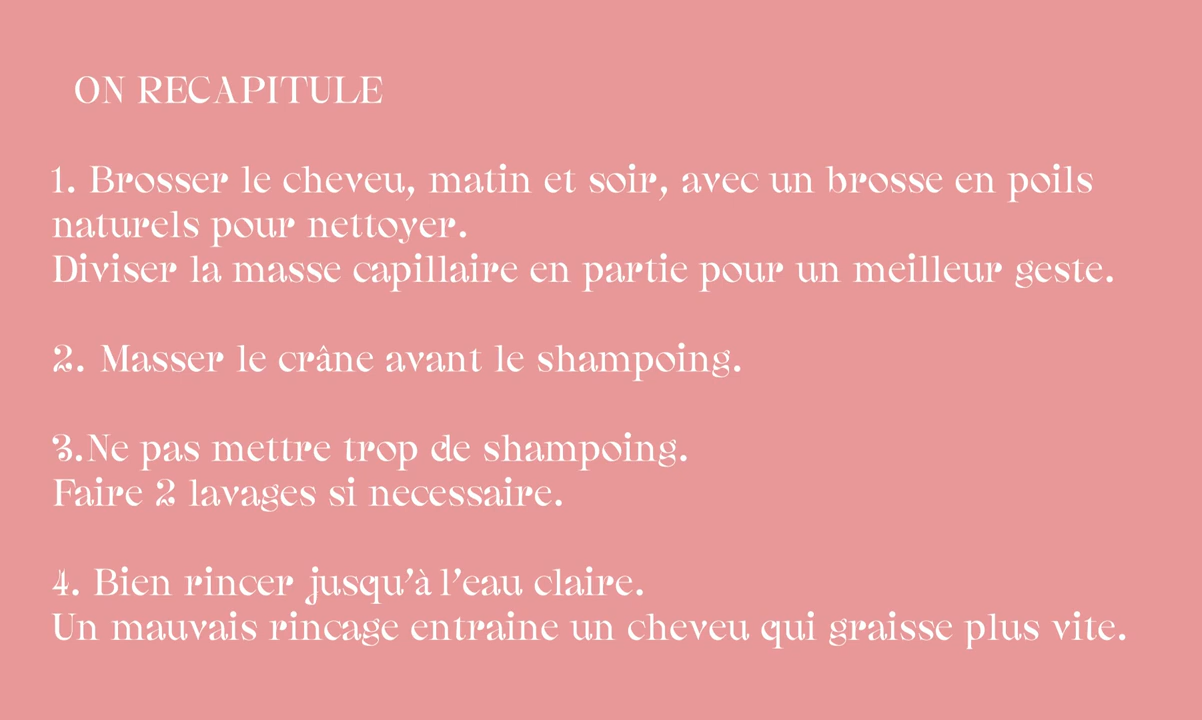 ON RECAPITULE
1. Brosser le cheveu, matin et soir, avec un brosse en poils
naturels pour nettoyer.
Diviser la masse capillaire en partie pour un meilleur geste.
2. Masser le crâne avant le shampoing.
3.Ne pas mettre trop de shampoing.
Faire 2 lavages si necessaire.
4. Bien rincer jusqu’à l’eau claire.
Un mauvais rincage entraine un cheveu qui graisse plus vite.